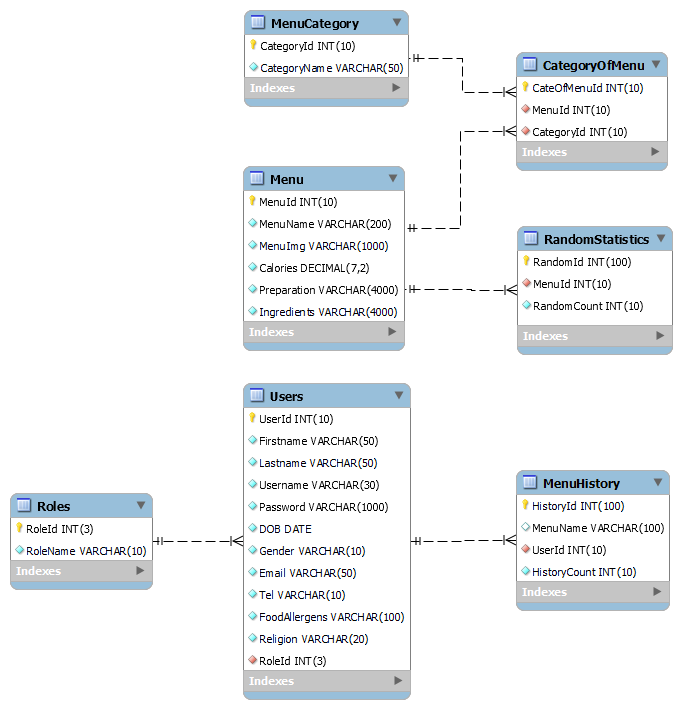 MenuCategory
CategoryId INT(10)
CategoryName VARCHAR(50)
Indexes
CategoryOfMenu
CateOfMenuId INT(10)
MenuId INT(10)
CategoryId INT(10)
Indexes
Menu
MenuId INT(10)
MenuName VARCHAR(200)
MenuImg VARCHAR(1000)
Calories DECIMAL(7,2)
Preparation VARCHAR(4000)
Ingredients VARCHAR(4000)
Indexes
RandomStatistics
RandomId INT(100)
MenuId INT(10)
RandomCount INT(10)
Indexes
Users
UserId INT(10)
Firstname VARCHAR(50)
Lastname VARCHAR(50)
Username VARCHAR(30)
Password VARCHAR(1000)
DOB DATE
Gender VARCHAR(10)
Email VARCHAR(50)
Tel VARCHAR(10)
FoodAllergens VARCHAR(100)
Religion VARCHAR(20)
RoleId INT(3)
Indexes
Roles
RoleId INT(3)
RoleName VARCHAR(10)
Indexes
MenuHistory
HistoryId INT(100)
MenuName VARCHAR(100)
UserId INT(10)
HistoryCount INT(10)
Indexes